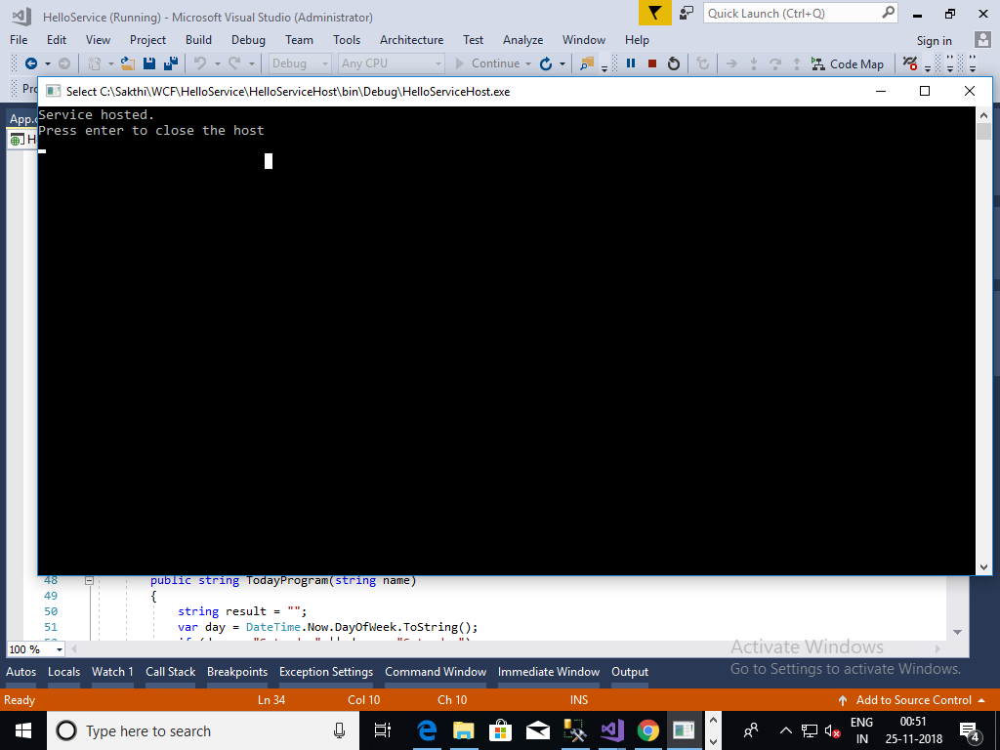 HelloService (Running) - Microsoft Visual Studio (Administrator)
Quick Launch (Ctrl+Q)
File Edit View Project Build Debug Team Tools Architecture Test Analyze Window Help Sign in
Debug Any CPU Continue Code Map
Select C:\Sakthi\WCF\HelloService\HelloServiceHost\bin\Debug\HelloServiceHost.exe
App.
Service hosted.
Press enter to close the host
48 public string TodayProgram(string name)
49 {
50 string result = "";
51 var day = DateTime.Now.DayOfWeek.ToString();
100 %
Activate Windows
Go to Settings to activate Windows.
Autos Locals Watch 1 Call Stack Breakpoints Exception Settings Command Window Immediate Window Output
Ready Ln 34 Col 10 Ch 10 INS Add to Source Control
Type here to search
ENG
IN
00:51
25-11-2018
4